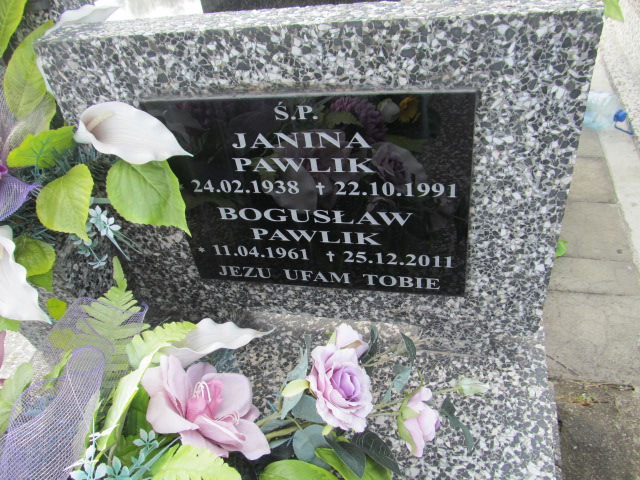 Ś.P.
JANINA
PAWLIK
* 24.02.1938 † 22.10.1991
BOGUSŁAW
PAWLIK
* 11.04.1961 † 25.12.2011
JEZU UFAM TOBIE